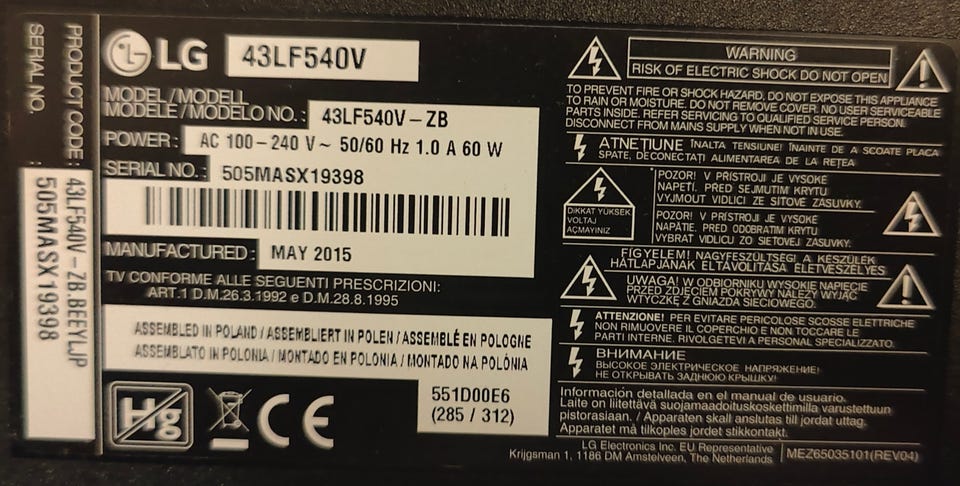 PRODUCT CODE : 43LF540V-ZB.BEEYLJP
SERIAL NO. : 505MASX19398
LG 43LF540V
MODEL/MODELL
MODELE/MODELO NO.: 43LF540V-ZB
POWER: AC 100-240 V~ 50/60 Hz 1.0 A 60 W
SERIAL NO.: 505MASX19398
MANUFACTURED: MAY 2015
TV CONFORME ALLE SEGUENTI PRESCRIZIONI:
ART.1 D.M.26.3.1992 e D.M.28.8.1995
ASSEMBLED IN POLAND / ASSEMBLIERT IN POLEN / ASSEMBLÉ EN POLOGNE
ASSEMBLATO IN POLONIA / MONTADO EN POLONIA / MONTADO NA POLÓNIA
551D00E6
(285 / 312)
Hg
CE
WARNING
RISK OF ELECTRIC SHOCK DO NOT OPEN
TO PREVENT FIRE OR SHOCK HAZARD, DO NOT EXPOSE THIS APPLIANCE
TO RAIN OR MOISTURE. DO NOT REMOVE COVER. NO USER SERVICEABLE
PARTS INSIDE. REFER SERVICING TO QUALIFIED SERVICE PERSON.
DISCONNECT FROM MAINS SUPPLY WHEN NOT IN USE.
ATNEȚIUNE ÎNALTA TENSIUNE! ÎNAINTE DE A SCOATE PLACA
SPATE, DECONECTAȚI ALIMENTAREA DE LA REȚEA
DIKKAT YUKSEK
VOLTAJ
AÇMAYINIZ
POZOR! V PŘÍSTROJI JE VYSOKÉ
NAPĚTÍ. PŘED SEJMUTIM KRYTU
VYJMOUT VIDLICI ZE SÍTOVÉ ZÁSUVKY.
POZOR! V PRÍSTROJI JE VYSOKÉ
NAPÄTIE. PRED ODOBRATIM KRYTU
VYBRAT VIDLICU ZO SIETOVEJ ZÁSUVKY.
FIGYELEM! NAGYFESZÜLTSÉG! A KÉSZÜLÉK
HÁTLAPJÁNAK ELTÁVOLÍTÁSA ÉLETVESZÉLYES
UWAGA! W ODBIORNIKU WYSOKIE NAPIĘCIE
PRZED ZDJĘCIEM POKRYWY NALEŻY WYJĄĆ
WTYCZKĘ Z GNIAZDA SIECIOWEGO.
ATTENZIONE! PER EVITARE PERICOLOSE SCOSSE ELETTRICHE
NON RIMUOVERE IL COPERCHIO E NON TOCCARE LE
PARTI INTERNE. RIVOLGETEVI A PERSONAL SPECIALIZZATO.
ВНИМАНИЕ
ВЫСОКОЕ ЭЛЕКТРИЧЕСКОЕ НАПРЯЖЕНИЕ!
НЕ ОТКРЫВАТЬ ЗАДНЮЮ КРЫШКУ!
Información detallada en el manual de usuario.
Laite on liitettävä suojamaadoituskoskettimilla varustettuun
pistorasiaan. / Apparaten skall anslutas till jordat uttag.
Apparatet må tilkoples jordet stikkontakt.
LG Electronics Inc. EU Representative
Krijgsman 1, 1186 DM Amstelveen, The Netherlands
MEZ65035101(REV04)